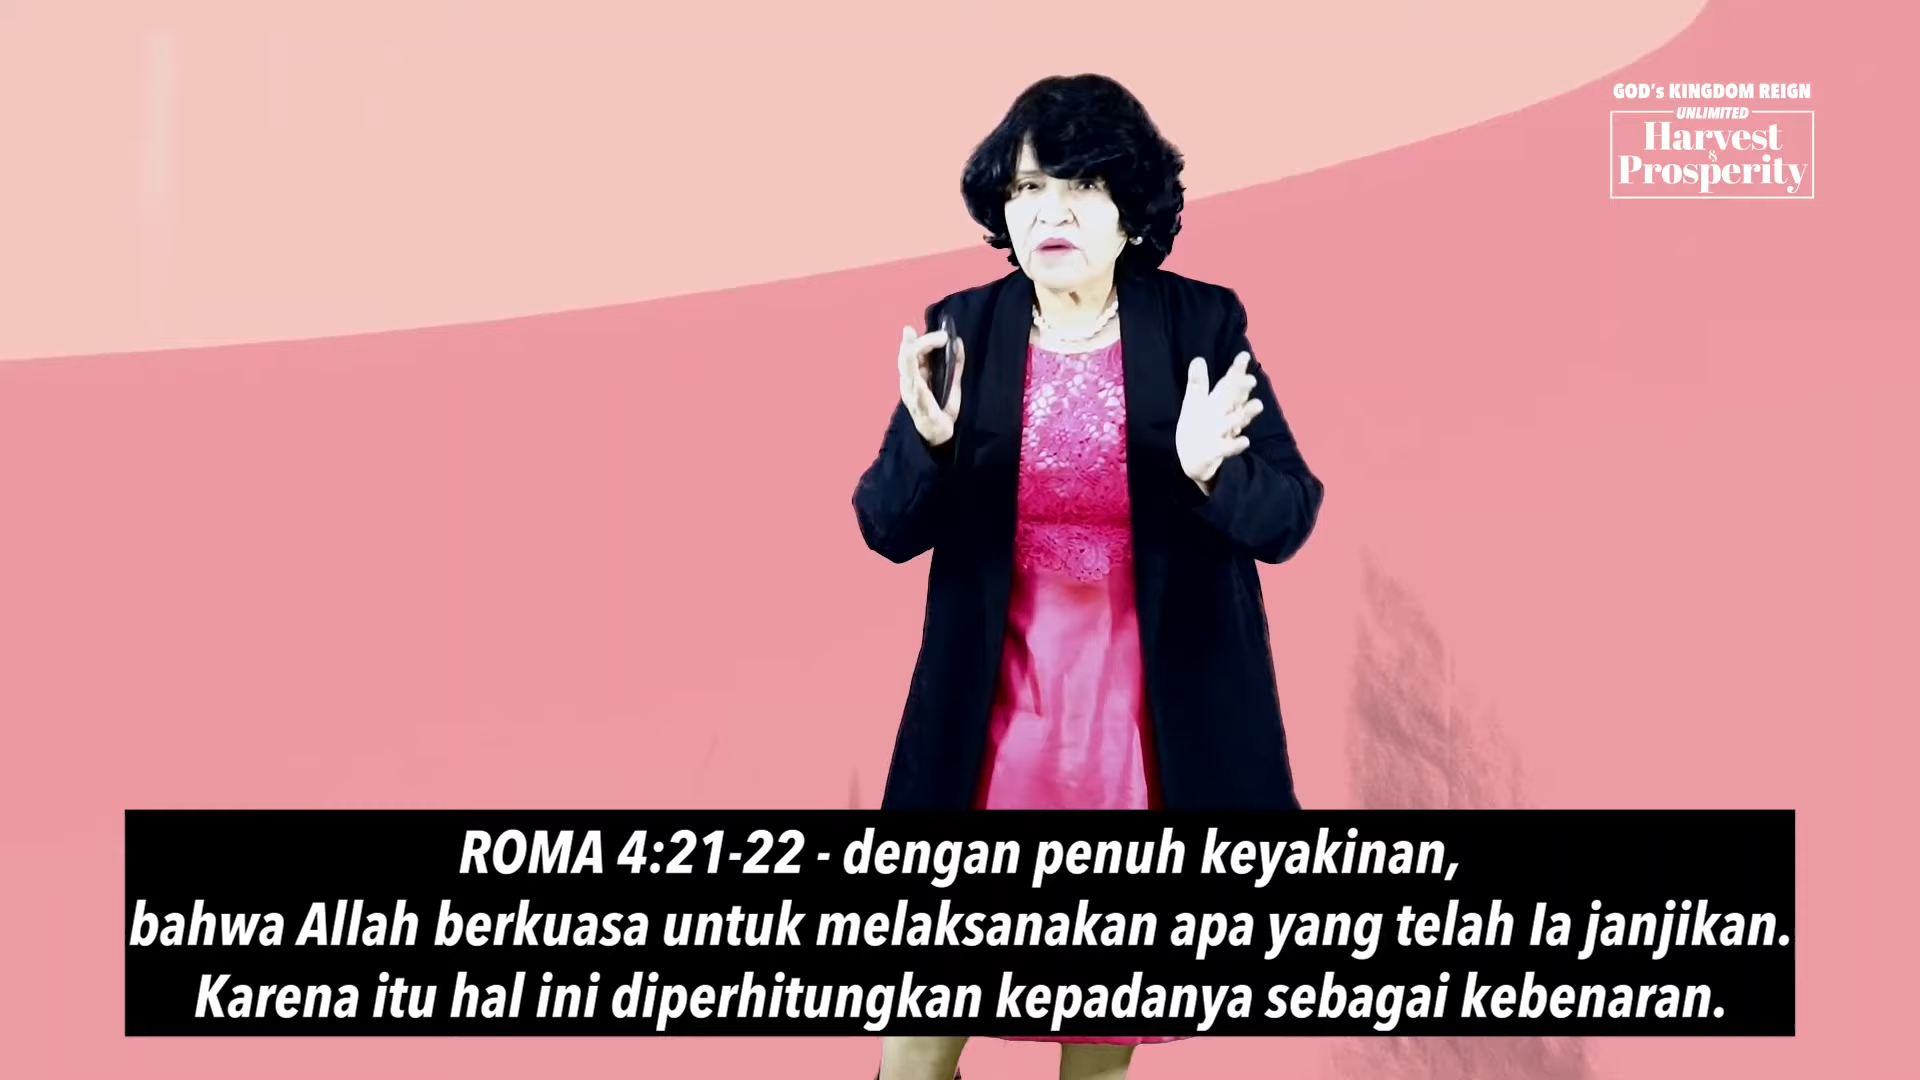 GOD's KINGDOM REIGN
UNLIMITED
Harvest
&
Prosperity
ROMA 4:21-22 - dengan penuh keyakinan,
bahwa Allah berkuasa untuk melaksanakan apa yang telah Ia janjikan.
Karena itu hal ini diperhitungkan kepadanya sebagai kebenaran.